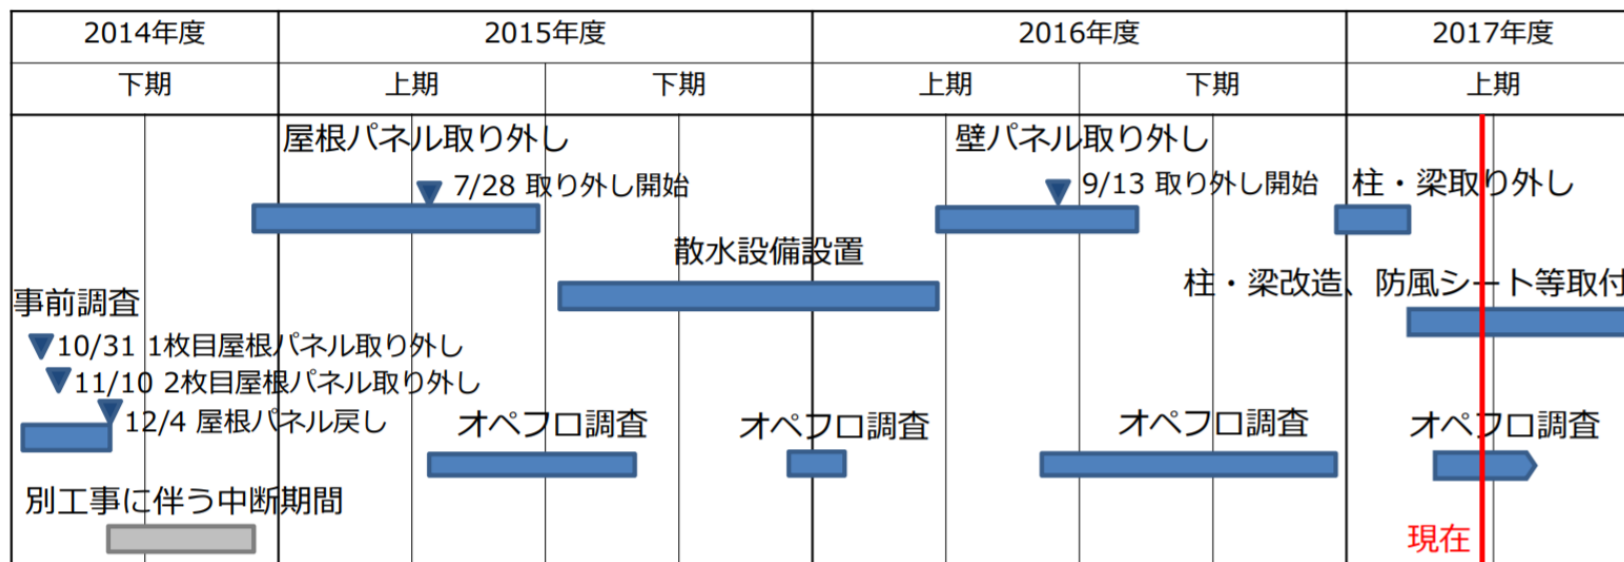 2014年度 2015年度 2016年度 2017年度
下期 上期 下期 上期 下期 上期
屋根パネル取り外し
7/28 取り外し開始
壁パネル取り外し
9/13 取り外し開始
柱・梁取り外し
散水設備設置
柱・梁改造、防風シート等取付
事前調査
10/31 1枚目屋根パネル取り外し
11/10 2枚目屋根パネル取り外し
12/4 屋根パネル戻し
オペフロ調査
オペフロ調査
オペフロ調査
オペフロ調査
別工事に伴う中断期間
現在